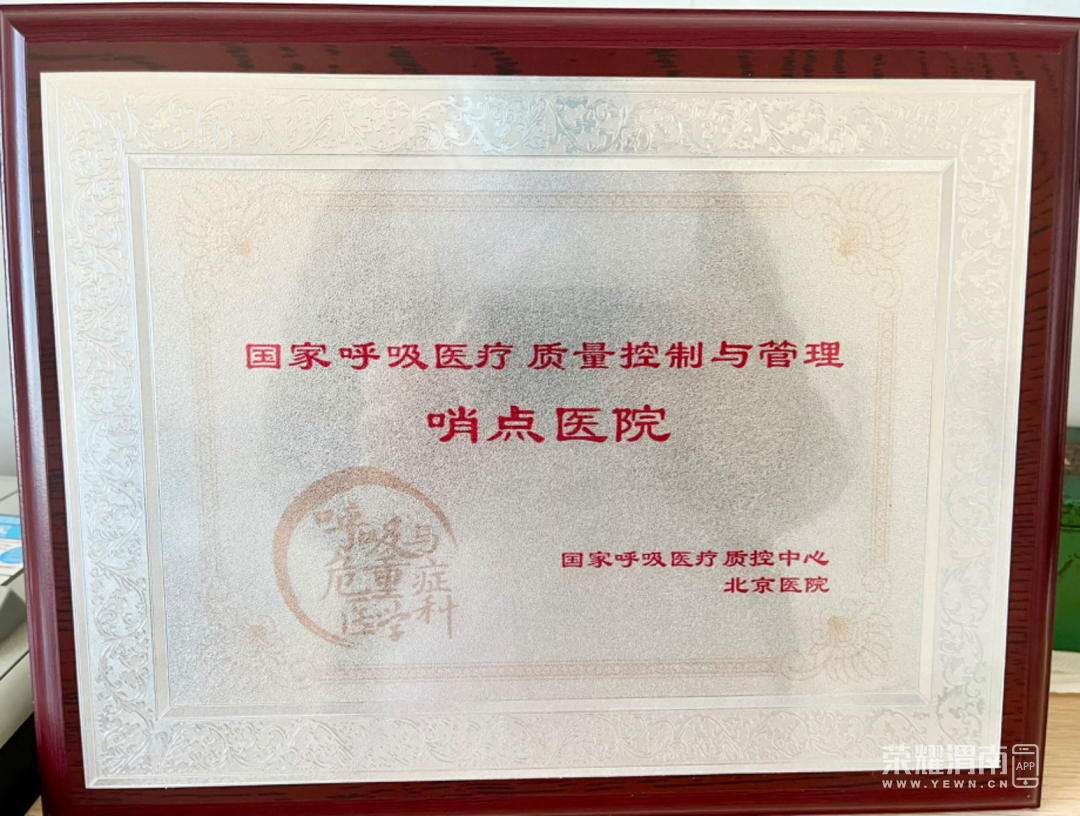 国家呼吸医疗质量控制与管理
哨点医院
呼吸与
危重症
医学科
国家呼吸医疗质控中心
北京医院
荣耀渭南
APP
WWW.YEWN.CN